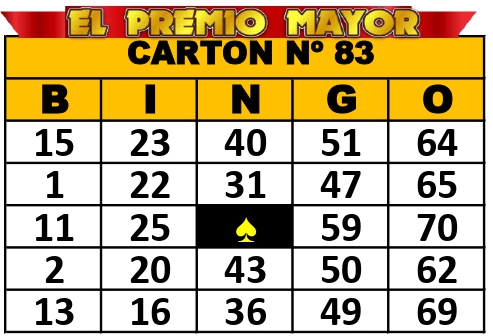 EL PREMIO MAYOR
CARTON Nº 83
B I N G O
15 23 40 51 64
1 22 31 47 65
11 25 59 70
2 20 43 50 62
13 16 36 49 69